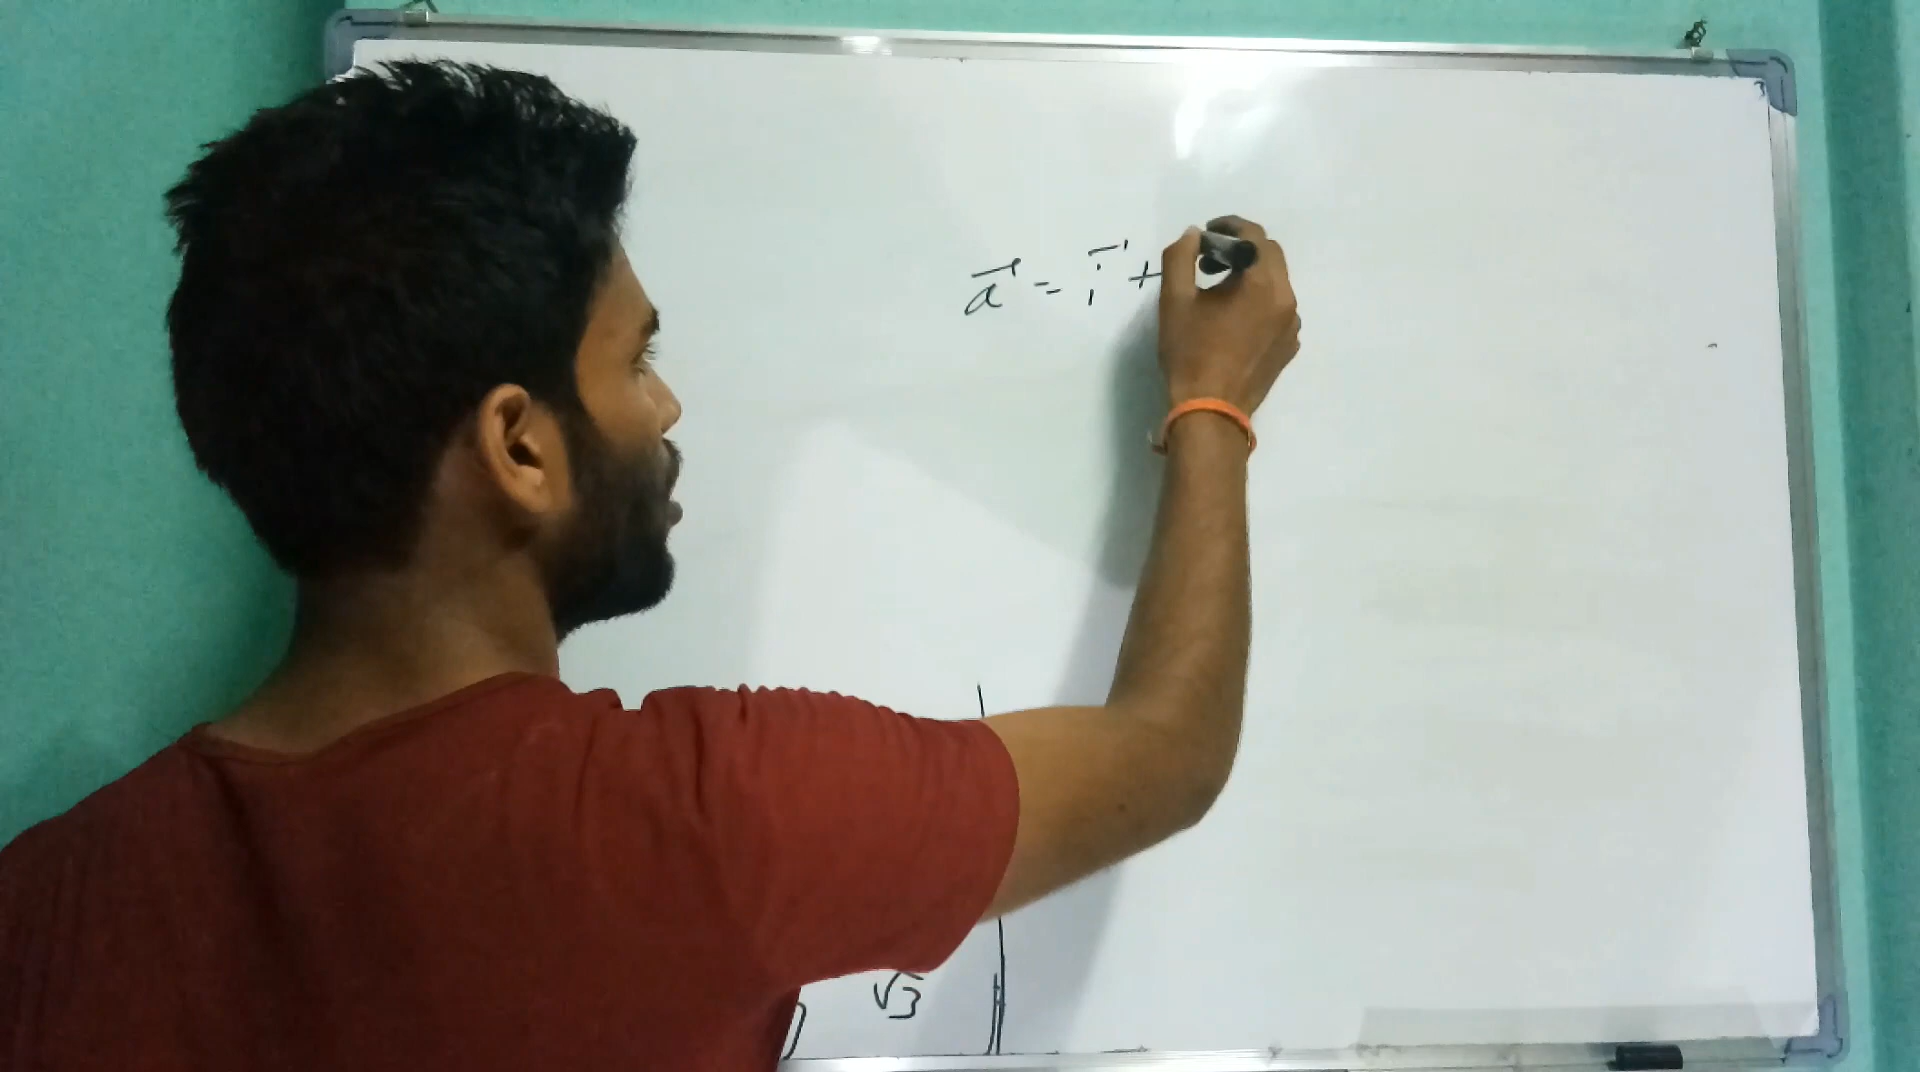 a⃗ = i⃗ +
√3